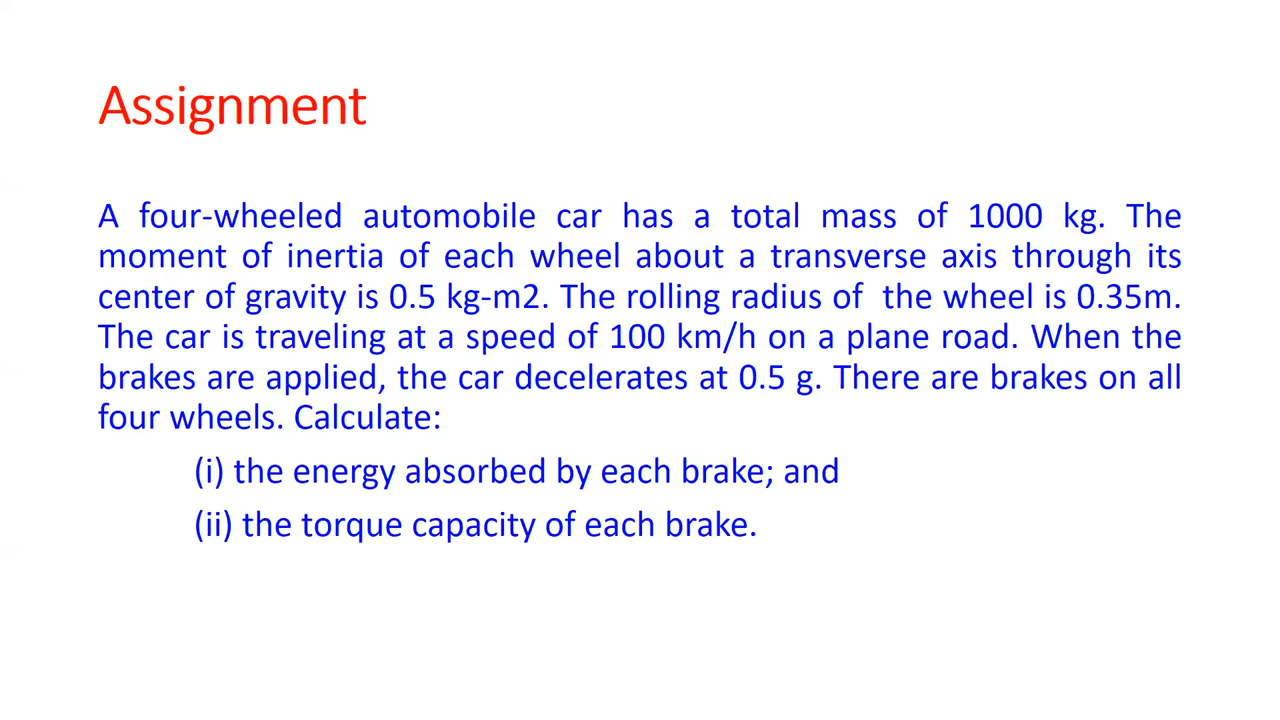 Assignment
A four-wheeled automobile car has a total mass of 1000 kg. The
moment of inertia of each wheel about a transverse axis through its
center of gravity is 0.5 kg-m2. The rolling radius of  the wheel is 0.35m.
The car is traveling at a speed of 100 km/h on a plane road. When the
brakes are applied, the car decelerates at 0.5 g. There are brakes on all
four wheels. Calculate:
(i) the energy absorbed by each brake; and
(ii) the torque capacity of each brake.